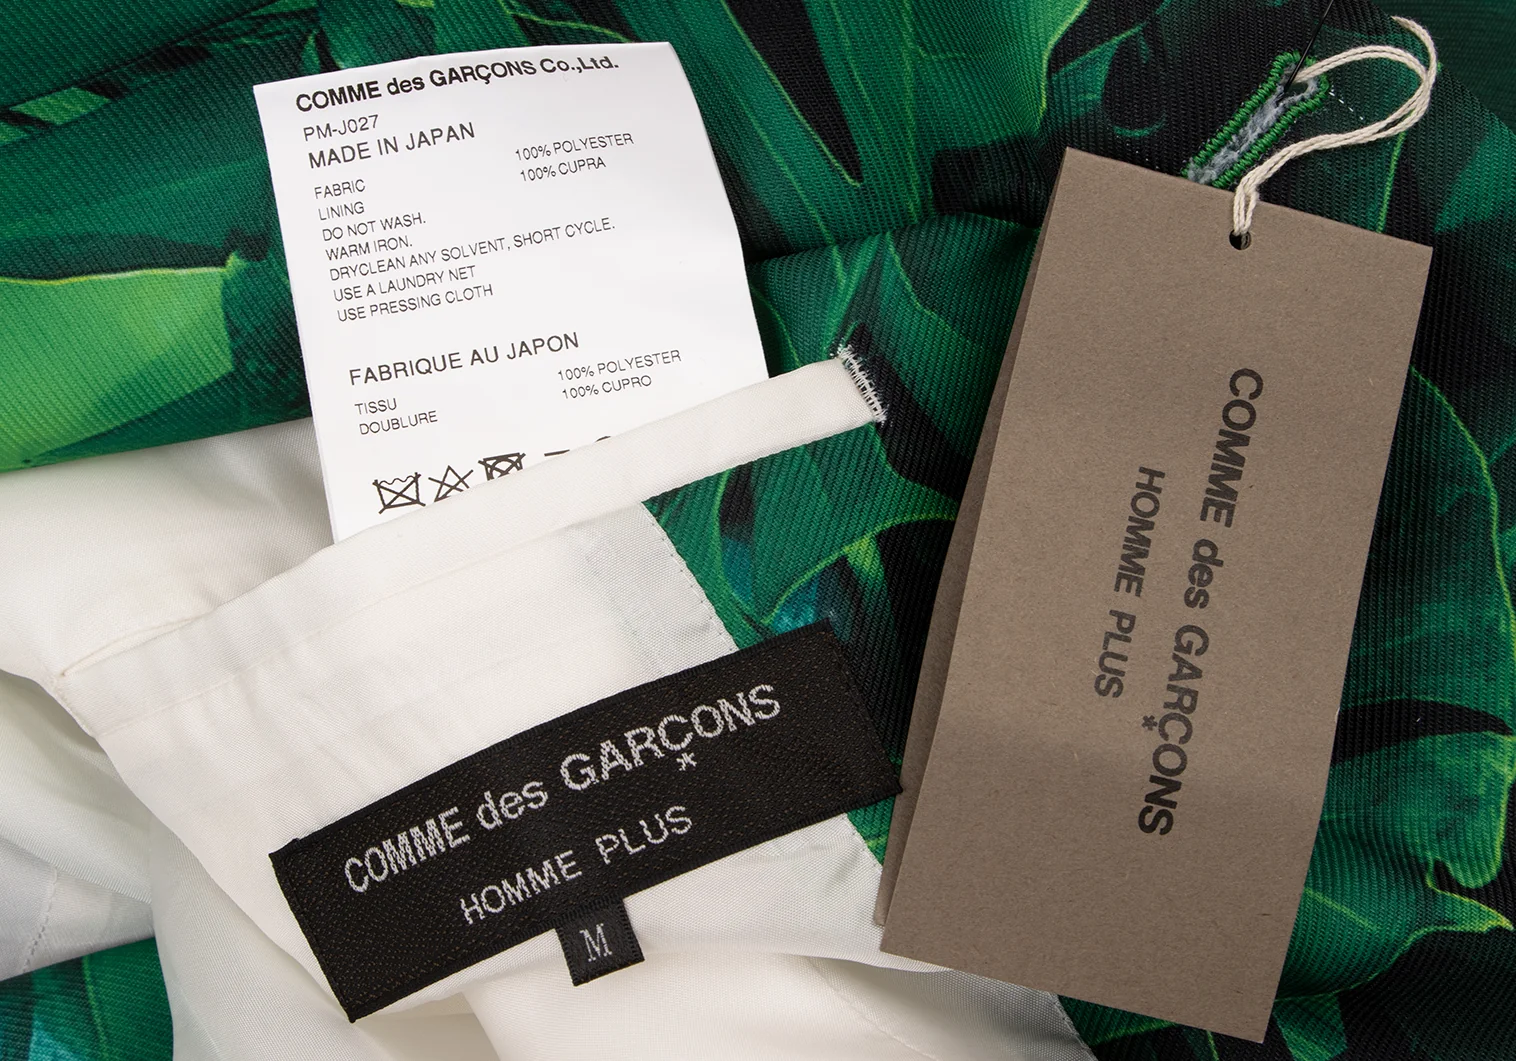 COMME des GARÇONS Co.,Ltd.
PM-J027
MADE IN JAPAN
FABRIC 100% POLYESTER
LINING 100% CUPRA
DO NOT WASH.
WARM IRON.
DRYCLEAN ANY SOLVENT, SHORT CYCLE.
USE A LAUNDRY NET
USE PRESSING CLOTH
FABRIQUE AU JAPON
TISSU 100% POLYESTER
DOUBLURE 100% CUPRO
COMME des GARÇONS
HOMME PLUS
M
COMME des GARÇONS
HOMME PLUS